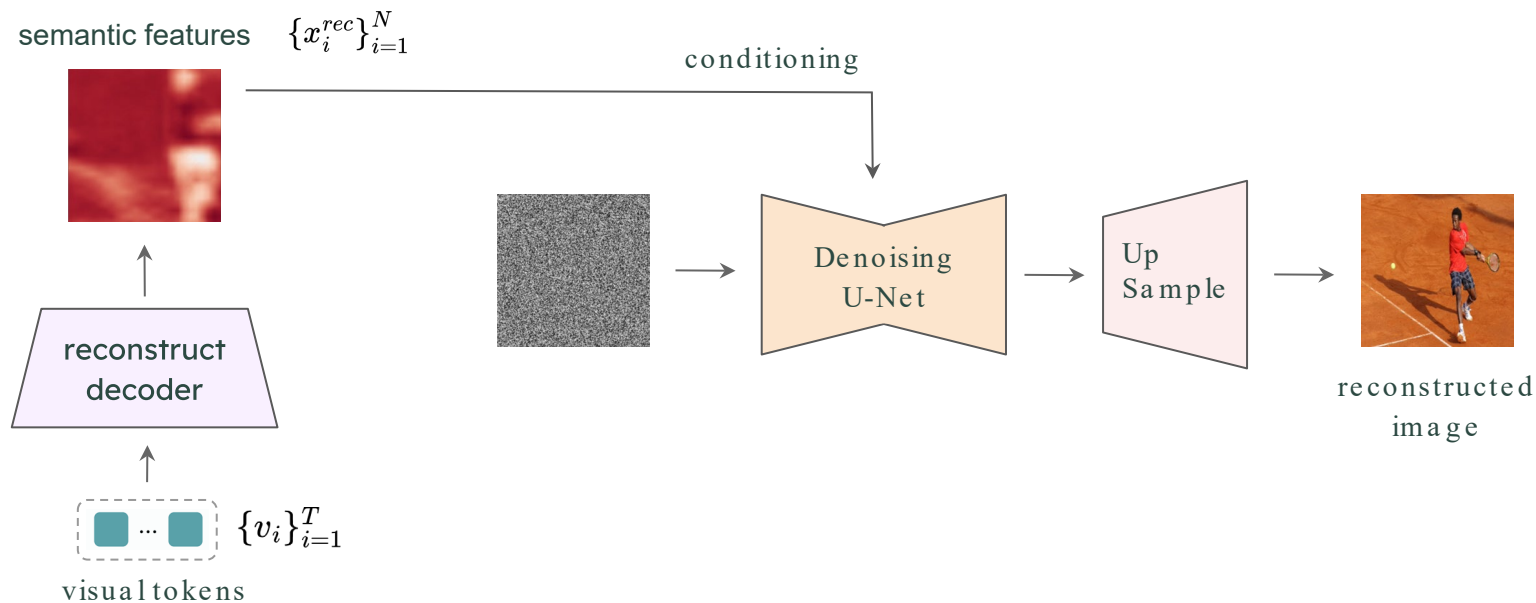 semantic features {x_i^{rec}}_{i=1}^N
conditioning
Denoising
U-Net
Up
Sample
reconstruct
decoder
reconstructed
image
... {v_i}_{i=1}^T
visual tokens